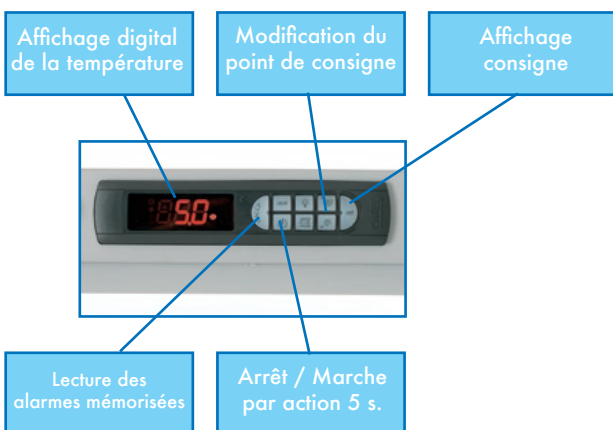 Affichage digital
de la température
Modification du
point de consigne
Affichage
consigne
5.0
Lecture des
alarmes mémorisées
Arrêt / Marche
par action 5 s.